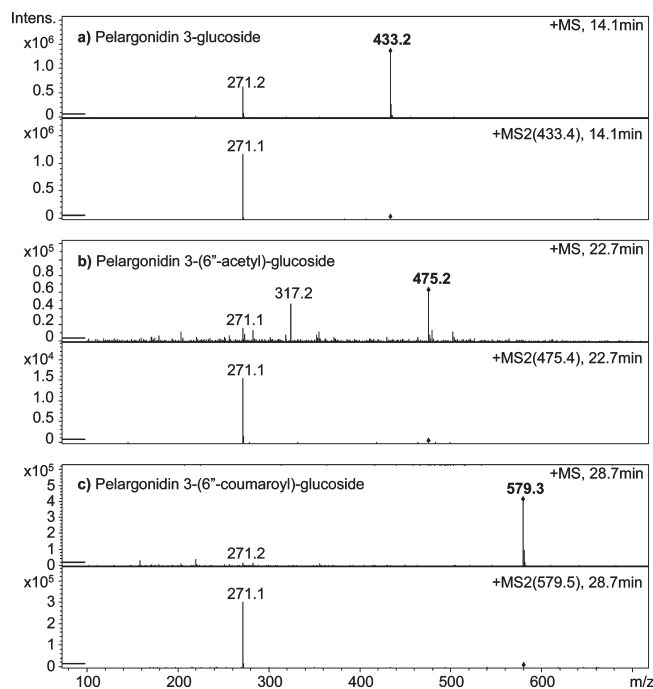 Intens.
x10⁶
a) Pelargonidin 3-glucoside
+MS, 14.1min
433.2
1.0
271.2
0.5
0
x10⁶
+MS2(433.4), 14.1min
271.1
1.0
0.5
0
x10⁵
+MS, 22.7min
b) Pelargonidin 3-(6”-acetyl)-glucoside
0.8
475.2
0.6
317.2
0.4
271.1
0.2
0
x10⁴
+MS2(475.4), 22.7min
1.5
271.1
1.0
0.5
0
x10⁵
+MS, 28.7min
5
c) Pelargonidin 3-(6”-coumaroyl)-glucoside
579.3
4
3
2
1
271.2
0
x10⁵
+MS2(579.5), 28.7min
3
271.1
2
1
0
100 200 300 400 500 600 m/z